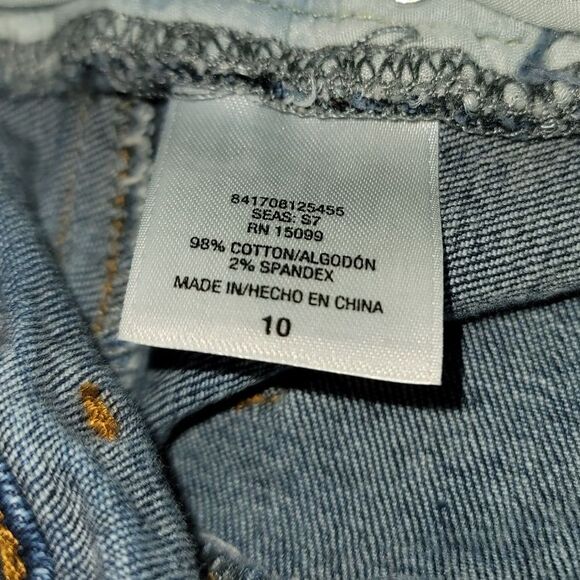 841708125455
SEAS: S7
RN 15099
98% COTTON/ALGODÓN
2% SPANDEX
MADE IN/HECHO EN CHINA
10